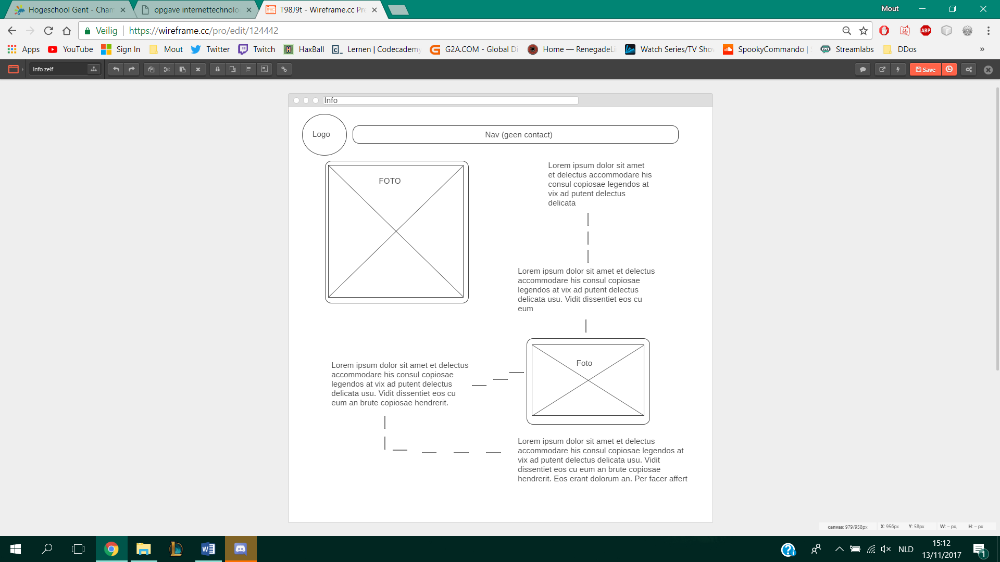 Hogeschool Gent - Cham
opgave internettechnolo
T98J9t - Wireframe.cc Pre
Mout
Veilig
https://wireframe.cc/pro/edit/124442
ABP
Apps
YouTube
Sign In
Mout
Twitter
Twitch
HaxBall
Lernen | Codecademy
G2A.COM - Global Di
Home — RenegadeLi
Watch Series/TV Show
SpookyCommando |
Streamlabs
DDos
»
Info zelf
Save
Info
Logo
Nav (geen contact)
FOTO
Lorem ipsum dolor sit amet
et delectus accommodare his
consul copiosae legendos at
vix ad putent delectus
delicata
Lorem ipsum dolor sit amet et delectus
accommodare his consul copiosae
legendos at vix ad putent delectus
delicata usu. Vidit dissentiet eos cu
eum
Foto
Lorem ipsum dolor sit amet et delectus
accommodare his consul copiosae
legendos at vix ad putent delectus
delicata usu. Vidit dissentiet eos cu
eum an brute copiosae hendrerit.
Lorem ipsum dolor sit amet et delectus
accommodare his consul copiosae legendos at
vix ad putent delectus delicata usu. Vidit
dissentiet eos cu eum an brute copiosae
hendrerit. Eos erant dolorum an. Per facer affert
canvas: 979/958px X: 956px Y: 58px W: – px, H: – px
NLD
15:12
13/11/2017
1